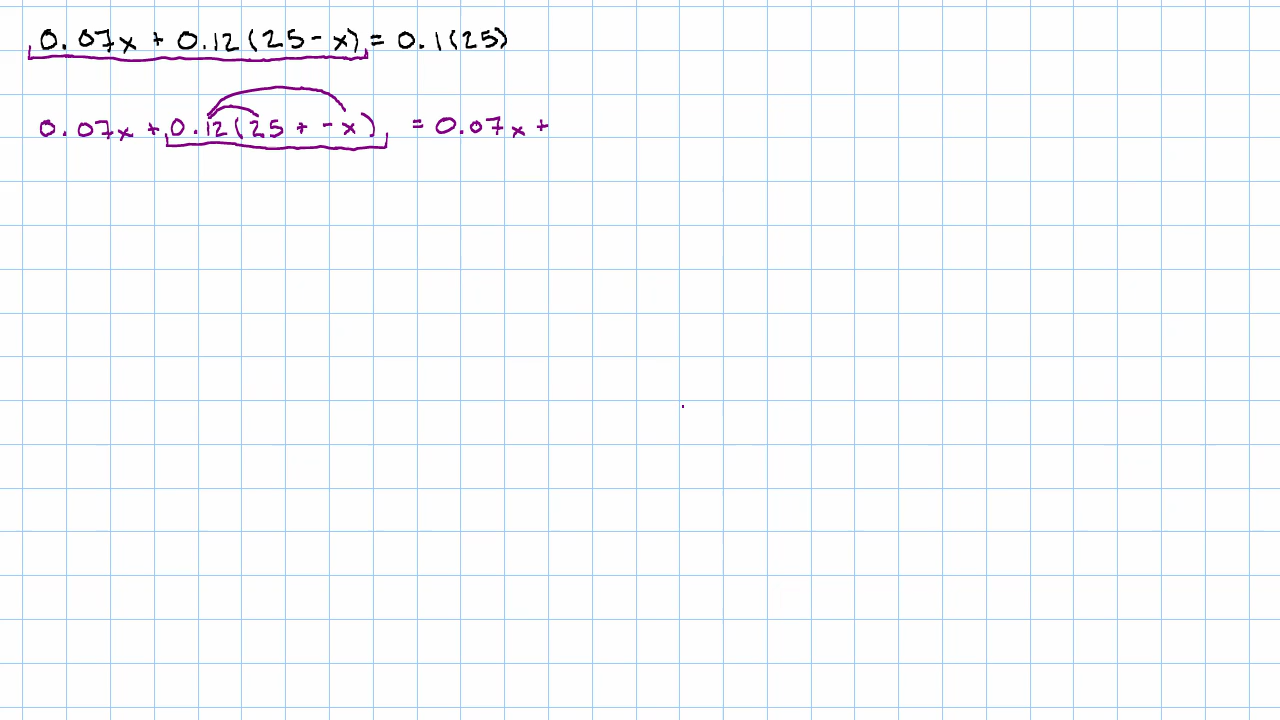 0.07x + 0.12(25-x) = 0.1(25)
0.07x + 0.12(25 + -x) = 0.07x +